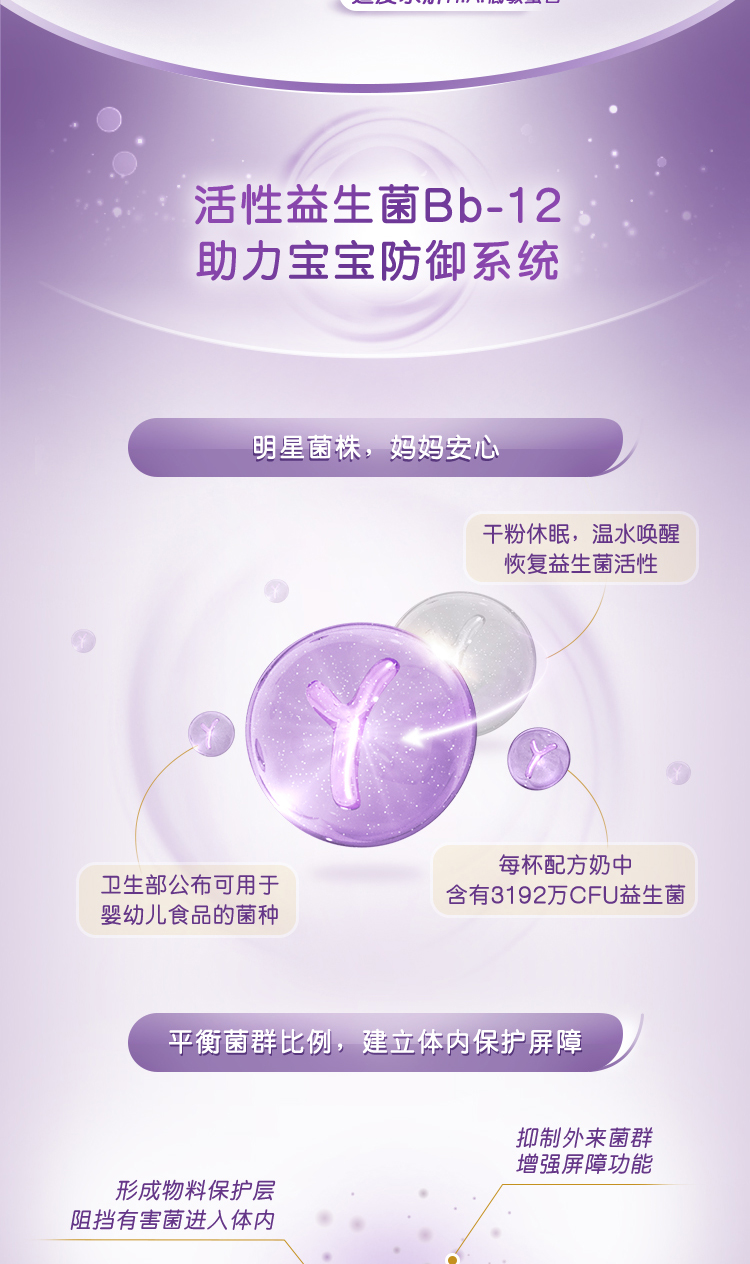 活性益生菌Bb-12
助力宝宝防御系统
明星菌株，妈妈安心
干粉休眠，温水唤醒
恢复益生菌活性
卫生部公布可用于
婴幼儿食品的菌种
每杯配方奶中
含有3192万CFU益生菌
平衡菌群比例，建立体内保护屏障
抑制外来菌群
增强屏障功能
形成物料保护层
阻挡有害菌进入体内